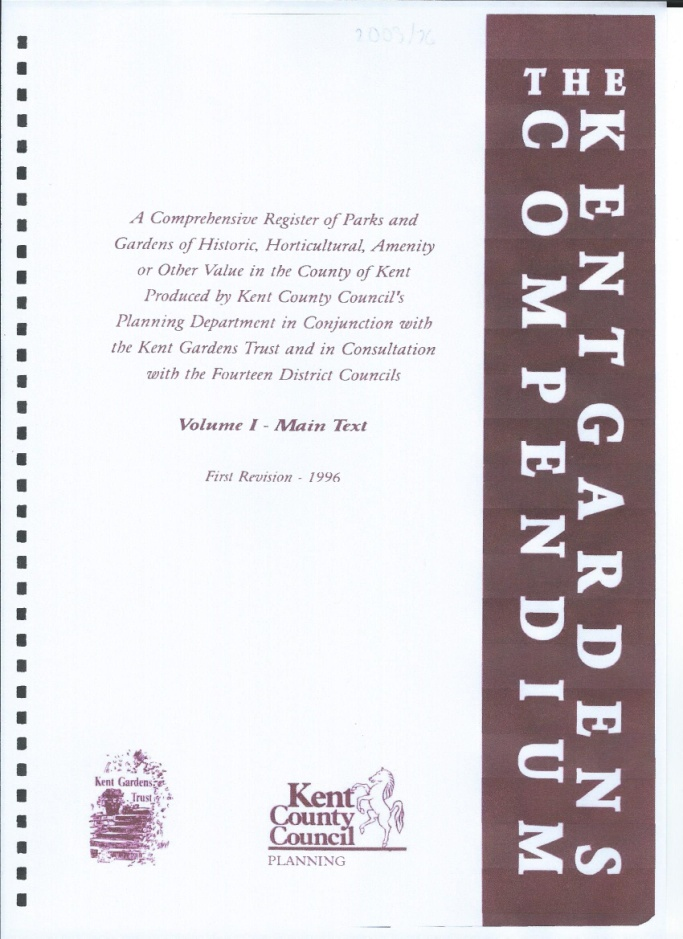 THE
KENT GARDENS
COMPENDIUM
A Comprehensive Register of Parks and
Gardens of Historic, Horticultural, Amenity
or Other Value in the County of Kent
Produced by Kent County Council's
Planning Department in Conjunction with
the Kent Gardens Trust and in Consultation
with the Fourteen District Councils
Volume I - Main Text
First Revision - 1996
Kent Gardens
Trust
Kent
County
Council
PLANNING